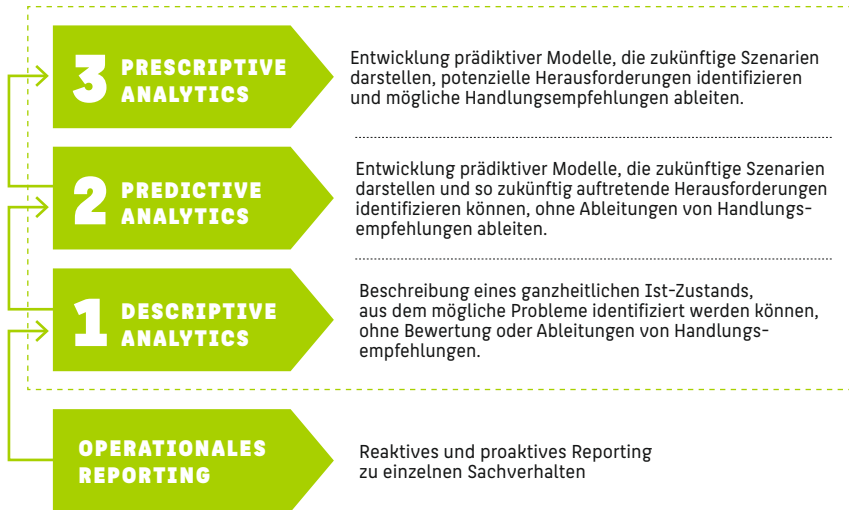 3 PRESCRIPTIVE
ANALYTICS
Entwicklung prädiktiver Modelle, die zukünftige Szenarien
darstellen, potenzielle Herausforderungen identifizieren
und mögliche Handlungsempfehlungen ableiten.
2 PREDICTIVE
ANALYTICS
Entwicklung prädiktiver Modelle, die zukünftige Szenarien
darstellen und so zukünftig auftretende Herausforderungen
identifizieren können, ohne Ableitungen von Handlungs-
empfehlungen ableiten.
1 DESCRIPTIVE
ANALYTICS
Beschreibung eines ganzheitlichen Ist-Zustands,
aus dem mögliche Probleme identifiziert werden können,
ohne Bewertung oder Ableitungen von Handlungs-
empfehlungen.
OPERATIONALES
REPORTING
Reaktives und proaktives Reporting
zu einzelnen Sachverhalten